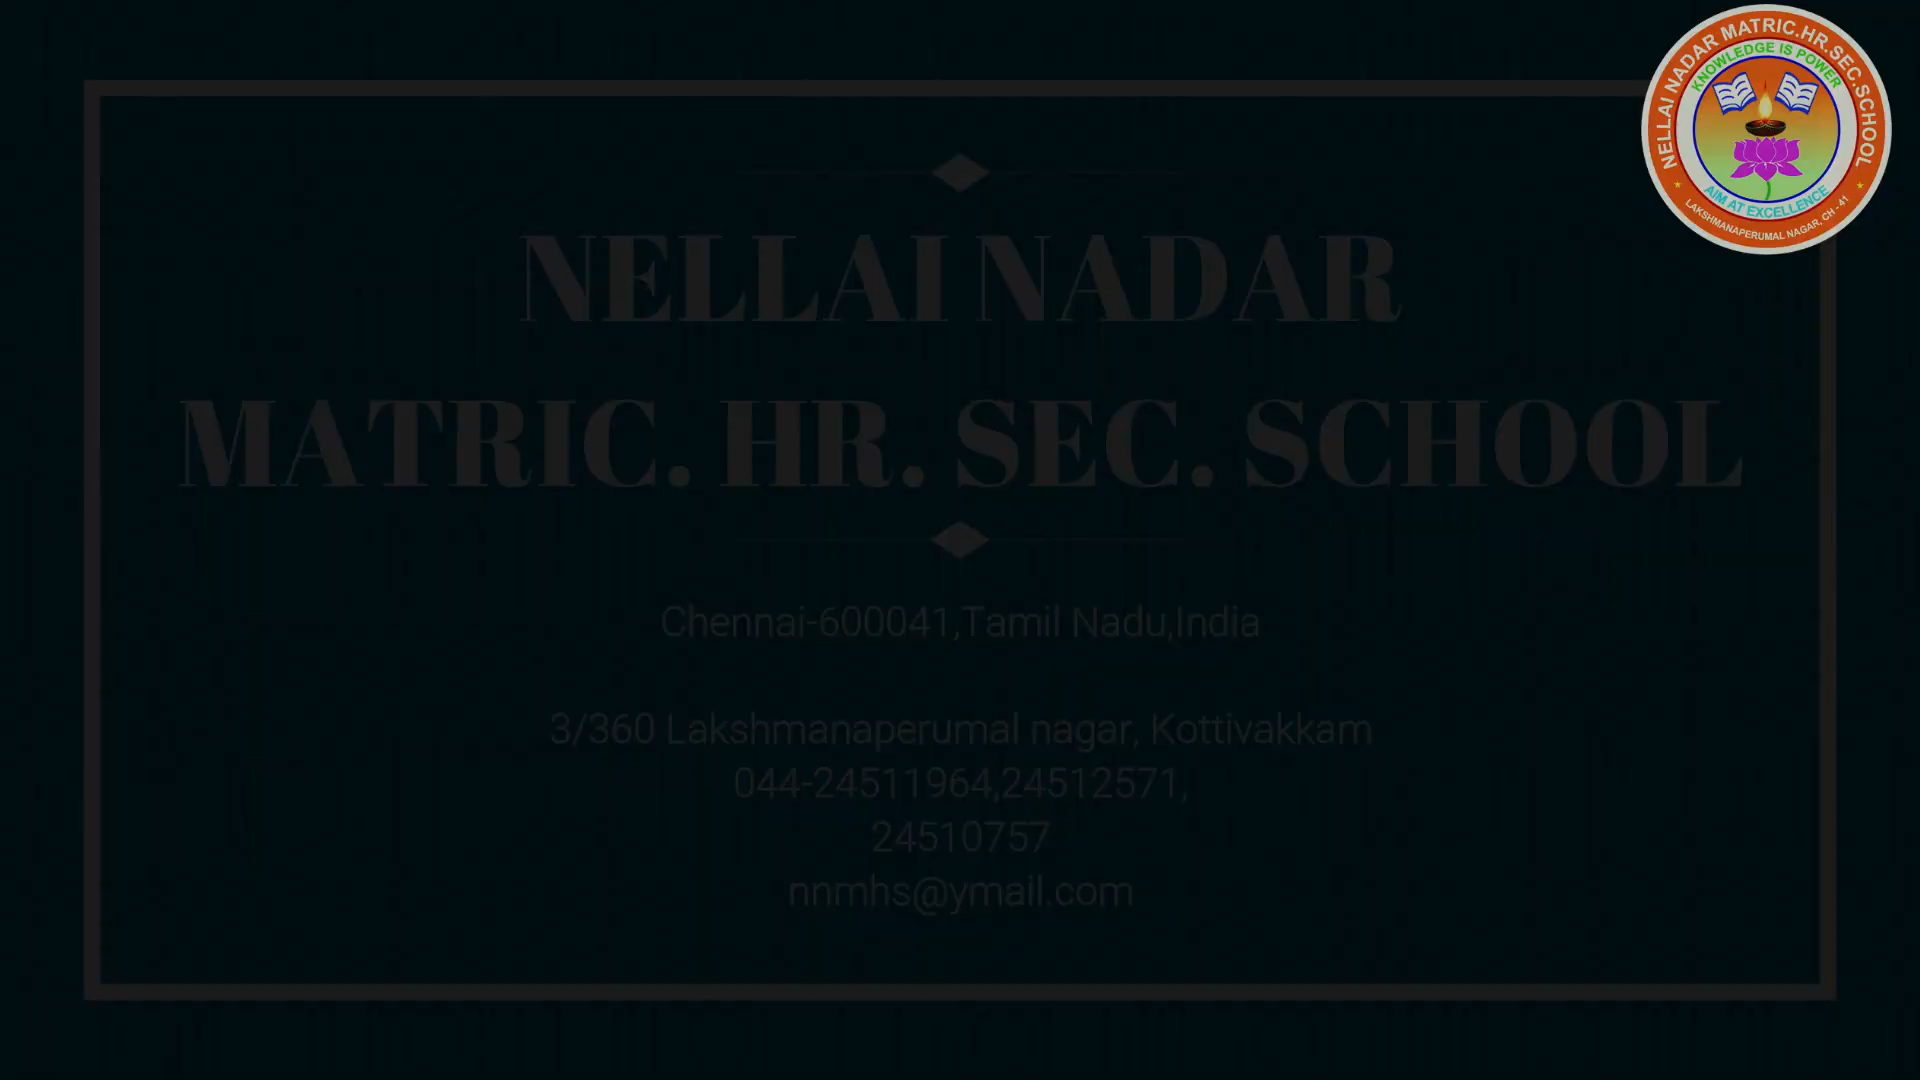 NELLAI NADAR MATRIC.HR.SEC.SCHOOL
KNOWLEDGE IS POWER
AIM AT EXCELLENCE
LAKSHMANAPERUMAL NAGAR, CH - 41
NELLAI NADAR
MATRIC. HR. SEC. SCHOOL
Chennai-600041,Tamil Nadu,India
3/360 Lakshmanaperumal nagar, Kottivakkam
044-24511964,24512571,
24510757
nnmhs@ymail.com